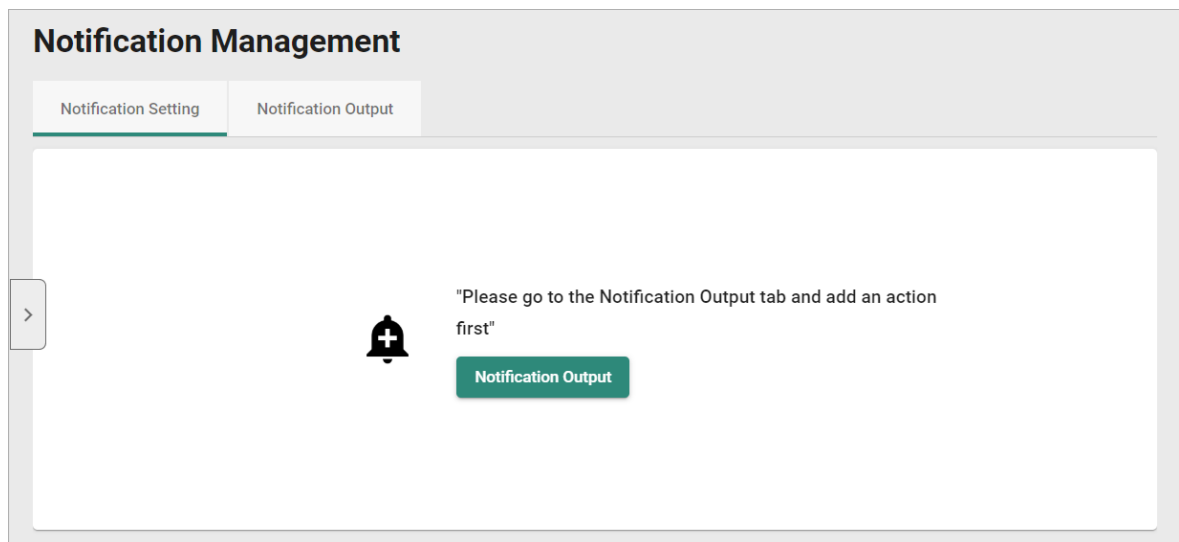 Notification Management
Notification Setting
Notification Output
"Please go to the Notification Output tab and add an action
first"
Notification Output